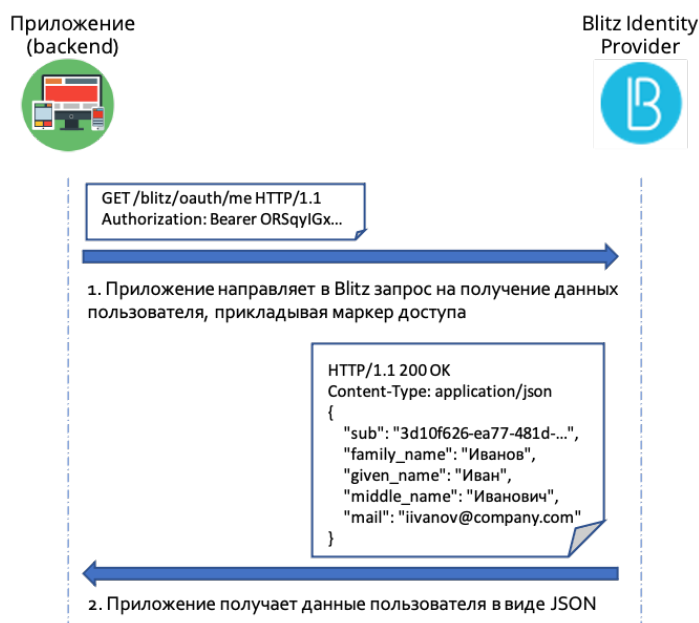 Приложение
(backend)
Blitz Identity
Provider
B
GET /blitz/oauth/me HTTP/1.1
Authorization: Bearer ORSqyIGx...
1. Приложение направляет в Blitz запрос на получение данных
пользователя, прикладывая маркер доступа
HTTP/1.1 200 OK
Content-Type: application/json
{
"sub": "3d10f626-ea77-481d-...",
"family_name": "Иванов",
"given_name": "Иван",
"middle_name": "Иванович",
"mail": "iivanov@company.com"
}
2. Приложение получает данные пользователя в виде JSON